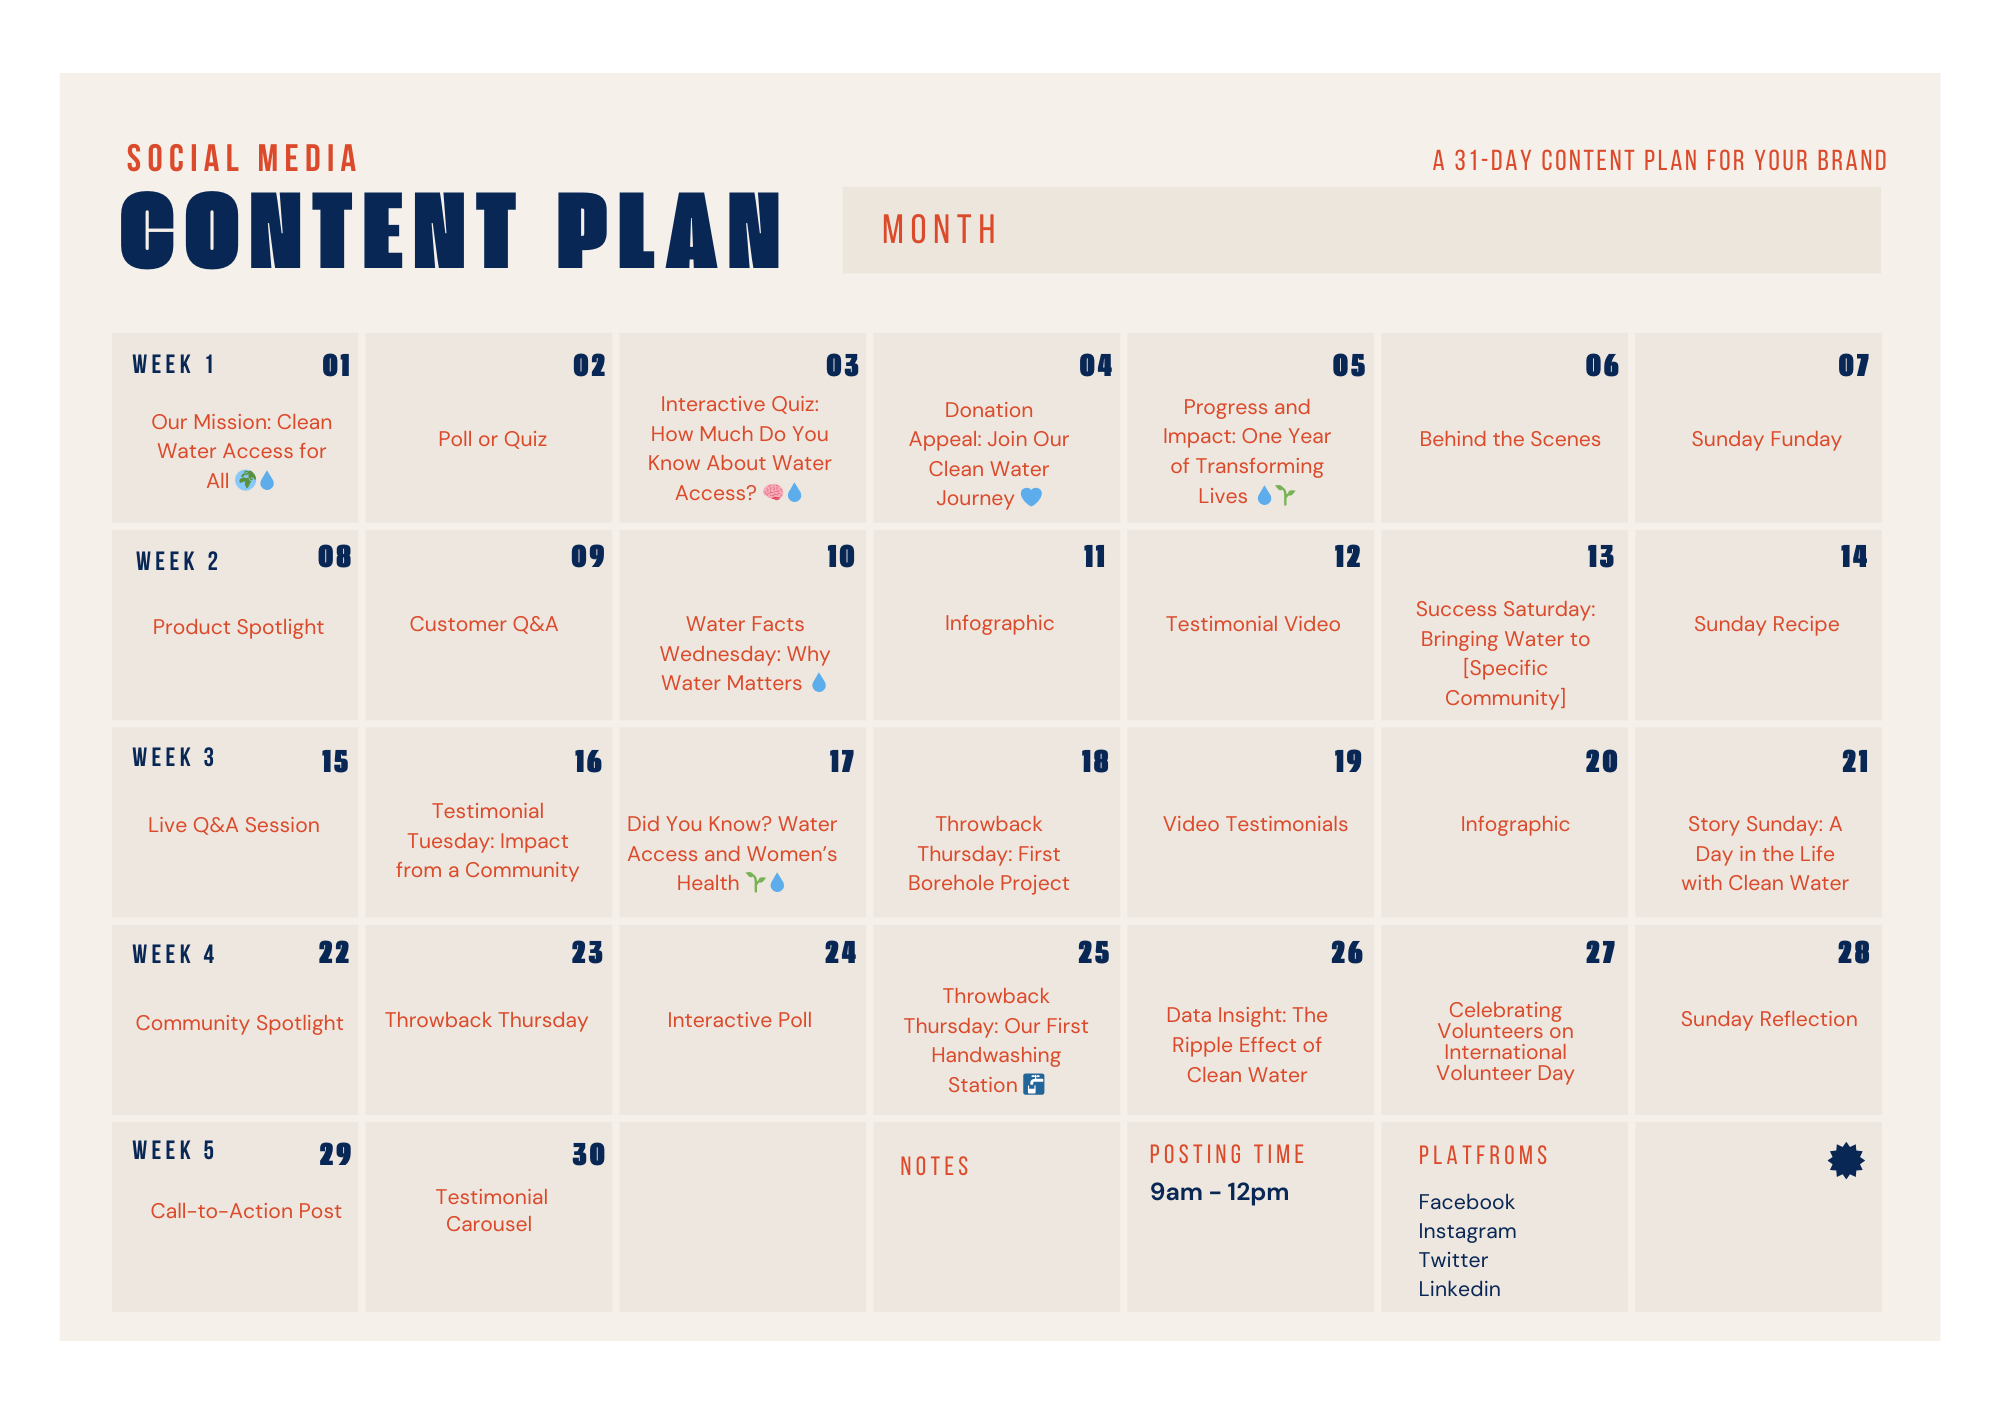 SOCIAL MEDIA
CONTENT PLAN
A 31-DAY CONTENT PLAN FOR YOUR BRAND
MONTH
WEEK 1
01
Our Mission: Clean
Water Access for
All 🌍💧
02
Poll or Quiz
03
Interactive Quiz:
How Much Do You
Know About Water
Access? 🧠💧
04
Donation
Appeal: Join Our
Clean Water
Journey 💙
05
Progress and
Impact: One Year
of Transforming
Lives 💧🌱
06
Behind the Scenes
07
Sunday Funday
WEEK 2
08
Product Spotlight
09
Customer Q&A
10
Water Facts
Wednesday: Why
Water Matters 💧
11
Infographic
12
Testimonial Video
13
Success Saturday:
Bringing Water to
[Specific
Community]
14
Sunday Recipe
WEEK 3
15
Live Q&A Session
16
Testimonial
Tuesday: Impact
from a Community
17
Did You Know? Water
Access and Women’s
Health 🌱💧
18
Throwback
Thursday: First
Borehole Project
19
Video Testimonials
20
Infographic
21
Story Sunday: A
Day in the Life
with Clean Water
WEEK 4
22
Community Spotlight
23
Throwback Thursday
24
Interactive Poll
25
Throwback
Thursday: Our First
Handwashing
Station 🚰
26
Data Insight: The
Ripple Effect of
Clean Water
27
Celebrating
Volunteers on
International
Volunteer Day
28
Sunday Reflection
WEEK 5
29
Call-to-Action Post
30
Testimonial
Carousel
NOTES
POSTING TIME
9am - 12pm
PLATFROMS
Facebook
Instagram
Twitter
Linkedin